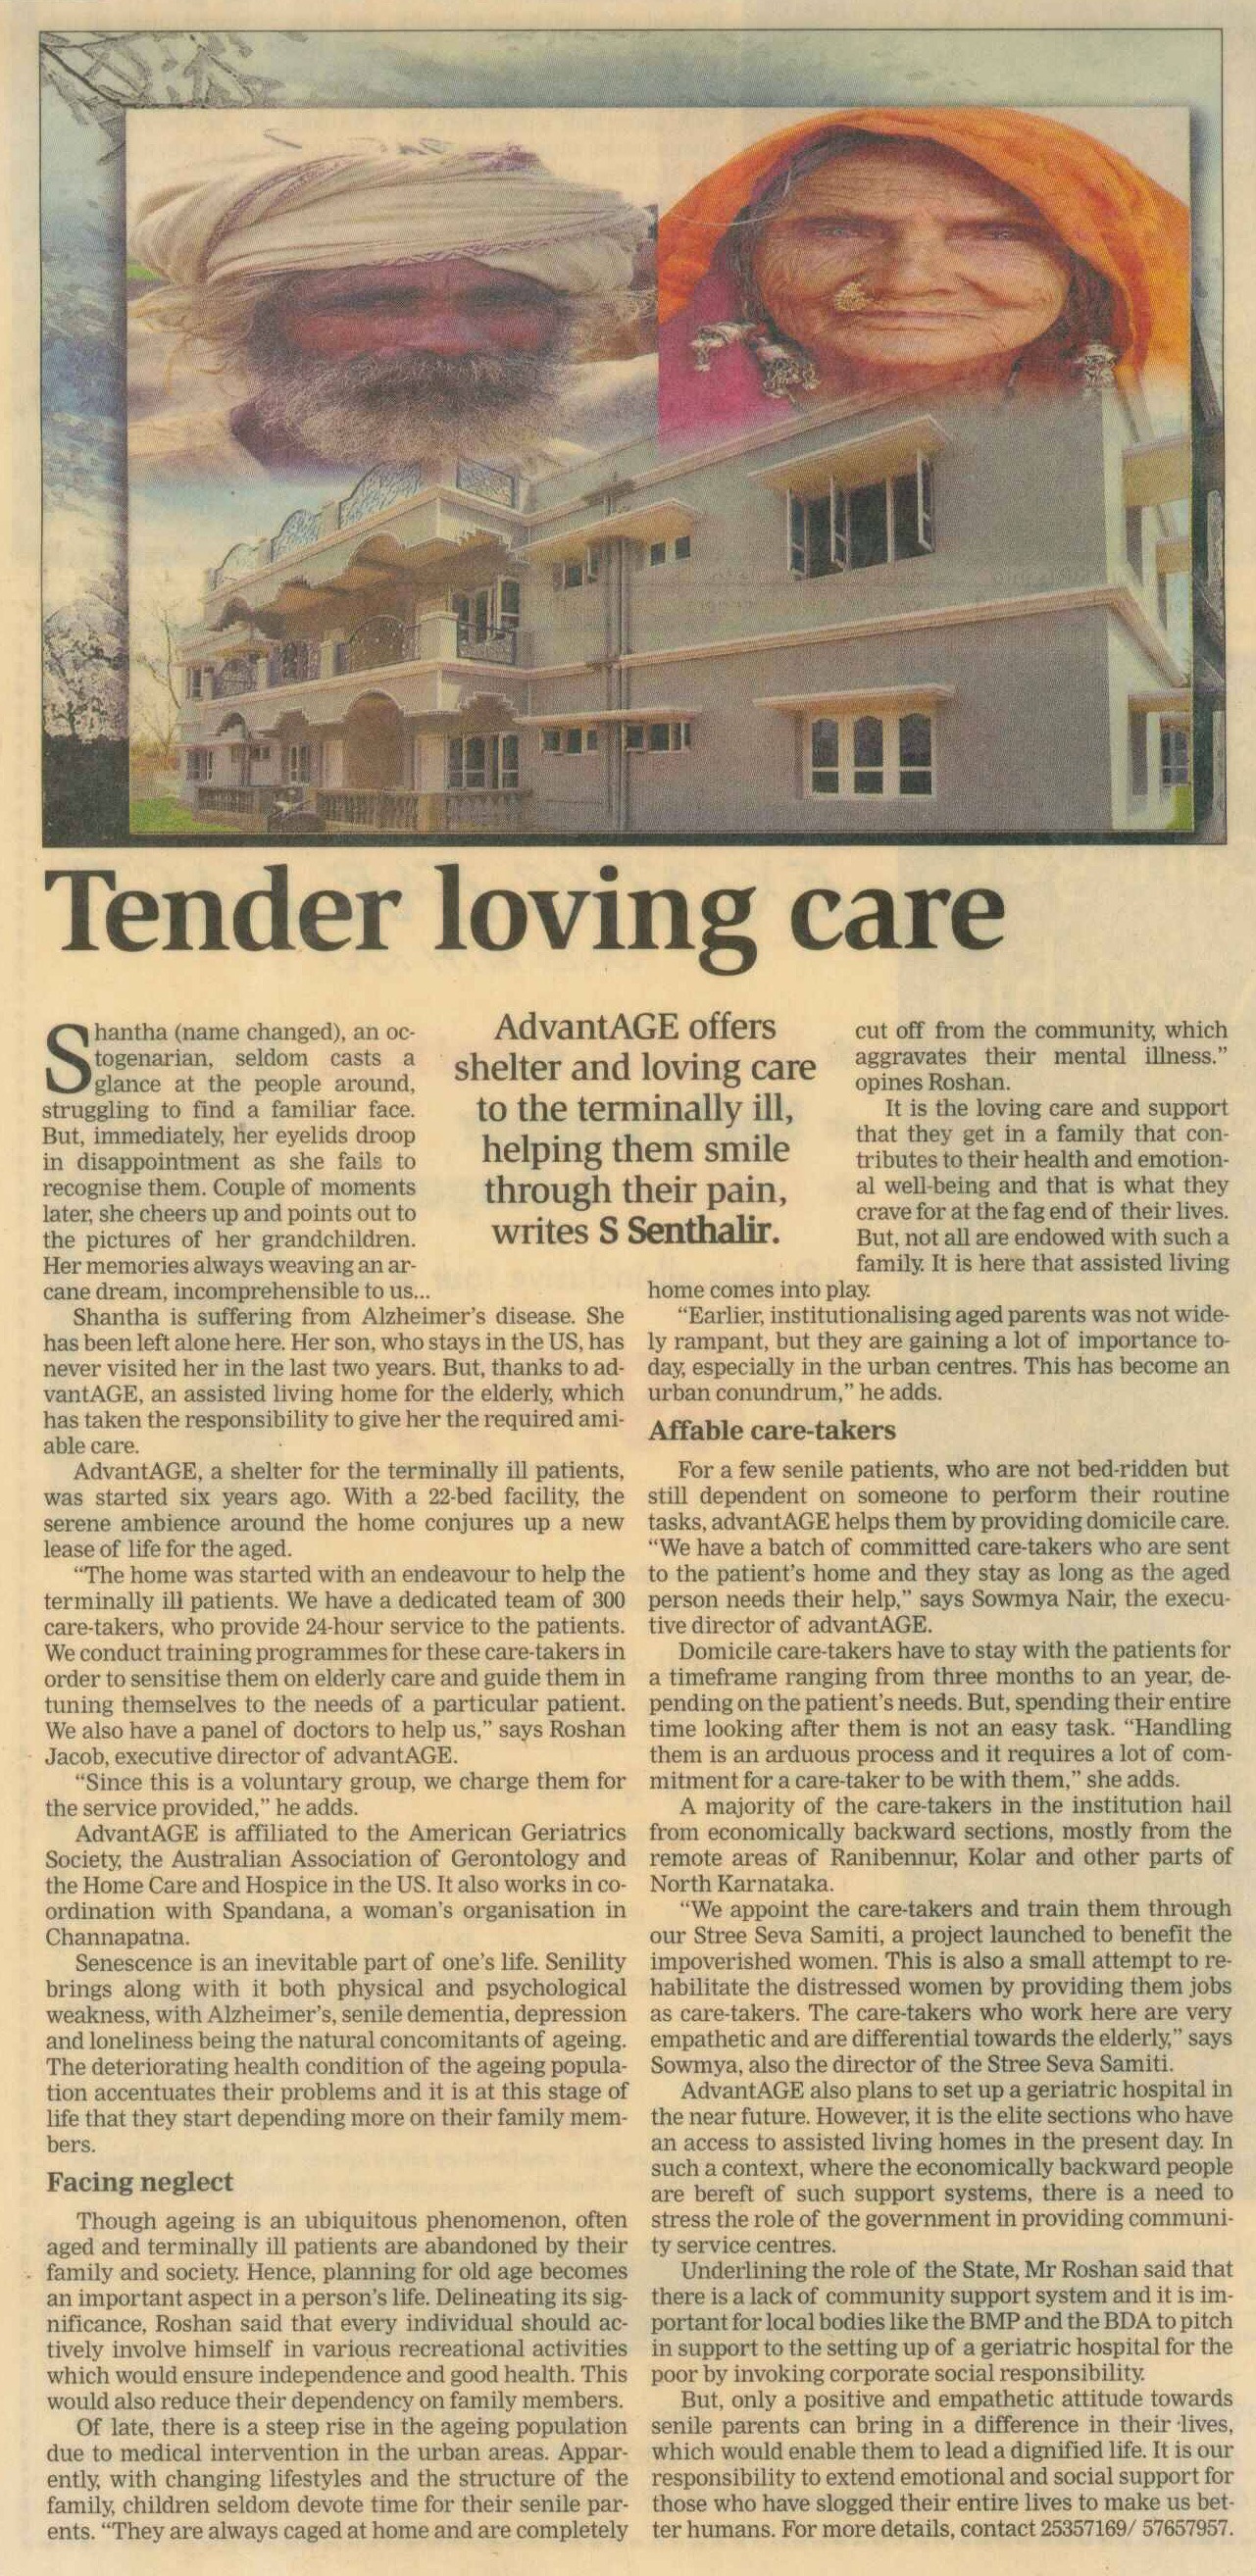 Tender loving care
Shantha (name changed), an oc-
togenarian, seldom casts a
glance at the people around,
struggling to find a familiar face.
But, immediately, her eyelids droop
in disappointment as she fails to
recognise them. Couple of moments
later, she cheers up and points out to
the pictures of her grandchildren.
Her memories always weaving an ar-
cane dream, incomprehensible to us...
Shantha is suffering from Alzheimer's disease. She
has been left alone here. Her son, who stays in the US, has
never visited her in the last two years. But, thanks to ad-
vantAGE, an assisted living home for the elderly, which
has taken the responsibility to give her the required ami-
able care.
AdvantAGE, a shelter for the terminally ill patients,
was started six years ago. With a 22-bed facility, the
serene ambience around the home conjures up a new
lease of life for the aged.
"The home was started with an endeavour to help the
terminally ill patients. We have a dedicated team of 300
care-takers, who provide 24-hour service to the patients.
We conduct training programmes for these care-takers in
order to sensitise them on elderly care and guide them in
tuning themselves to the needs of a particular patient.
We also have a panel of doctors to help us," says Roshan
Jacob, executive director of advantAGE.
"Since this is a voluntary group, we charge them for
the service provided," he adds.
AdvantAGE is affiliated to the American Geriatrics
Society, the Australian Association of Gerontology and
the Home Care and Hospice in the US. It also works in co-
ordination with Spandana, a woman's organisation in
Channapatna.
Senescence is an inevitable part of one's life. Senility
brings along with it both physical and psychological
weakness, with Alzheimer's, senile dementia, depression
and loneliness being the natural concomitants of ageing.
The deteriorating health condition of the ageing popula-
tion accentuates their problems and it is at this stage of
life that they start depending more on their family mem-
bers.
Facing neglect
Though ageing is an ubiquitous phenomenon, often
aged and terminally ill patients are abandoned by their
family and society. Hence, planning for old age becomes
an important aspect in a person's life. Delineating its sig-
nificance, Roshan said that every individual should ac-
tively involve himself in various recreational activities
which would ensure independence and good health. This
would also reduce their dependency on family members.
Of late, there is a steep rise in the ageing population
due to medical intervention in the urban areas. Appar-
ently, with changing lifestyles and the structure of the
family, children seldom devote time for their senile par-
ents. "They are always caged at home and are completely
AdvantAGE offers
shelter and loving care
to the terminally ill,
helping them smile
through their pain,
writes S Senthalir.
cut off from the community, which
aggravates their mental illness."
opines Roshan.
It is the loving care and support
that they get in a family that con-
tributes to their health and emotion-
al well-being and that is what they
crave for at the fag end of their lives.
But, not all are endowed with such a
family. It is here that assisted living
home comes into play.
"Earlier, institutionalising aged parents was not wide-
ly rampant, but they are gaining a lot of importance to-
day, especially in the urban centres. This has become an
urban conundrum," he adds.
Affable care-takers
For a few senile patients, who are not bed-ridden but
still dependent on someone to perform their routine
tasks, advantAGE helps them by providing domicile care.
"We have a batch of committed care-takers who are sent
to the patient's home and they stay as long as the aged
person needs their help," says Sowmya Nair, the execu-
tive director of advantAGE.
Domicile care-takers have to stay with the patients for
a timeframe ranging from three months to an year, de-
pending on the patient's needs. But, spending their entire
time looking after them is not an easy task. "Handling
them is an arduous process and it requires a lot of com-
mitment for a care-taker to be with them," she adds.
A majority of the care-takers in the institution hail
from economically backward sections, mostly from the
remote areas of Ranibennur, Kolar and other parts of
North Karnataka.
"We appoint the care-takers and train them through
our Stree Seva Samiti, a project launched to benefit the
impoverished women. This is also a small attempt to re-
habilitate the distressed women by providing them jobs
as care-takers. The care-takers who work here are very
empathetic and are differential towards the elderly," says
Sowmya, also the director of the Stree Seva Samiti.
AdvantAGE also plans to set up a geriatric hospital in
the near future. However, it is the elite sections who have
an access to assisted living homes in the present day. In
such a context, where the economically backward people
are bereft of such support systems, there is a need to
stress the role of the government in providing communi-
ty service centres.
Underlining the role of the State, Mr Roshan said that
there is a lack of community support system and it is im-
portant for local bodies like the BMP and the BDA to pitch
in support to the setting up of a geriatric hospital for the
poor by invoking corporate social responsibility.
But, only a positive and empathetic attitude towards
senile parents can bring in a difference in their lives,
which would enable them to lead a dignified life. It is our
responsibility to extend emotional and social support for
those who have slogged their entire lives to make us bet-
ter humans. For more details, contact 25357169/ 57657957.